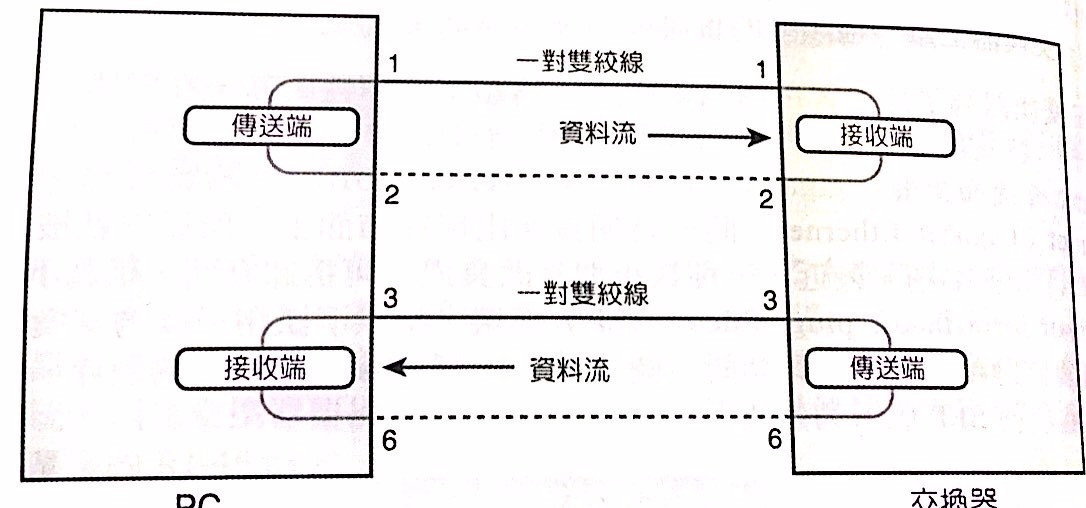 1 一對雙絞線 1
傳送端 資料流 接收端
2 2
3 一對雙絞線 3
接收端 資料流 傳送端
6 6
PC 交換器